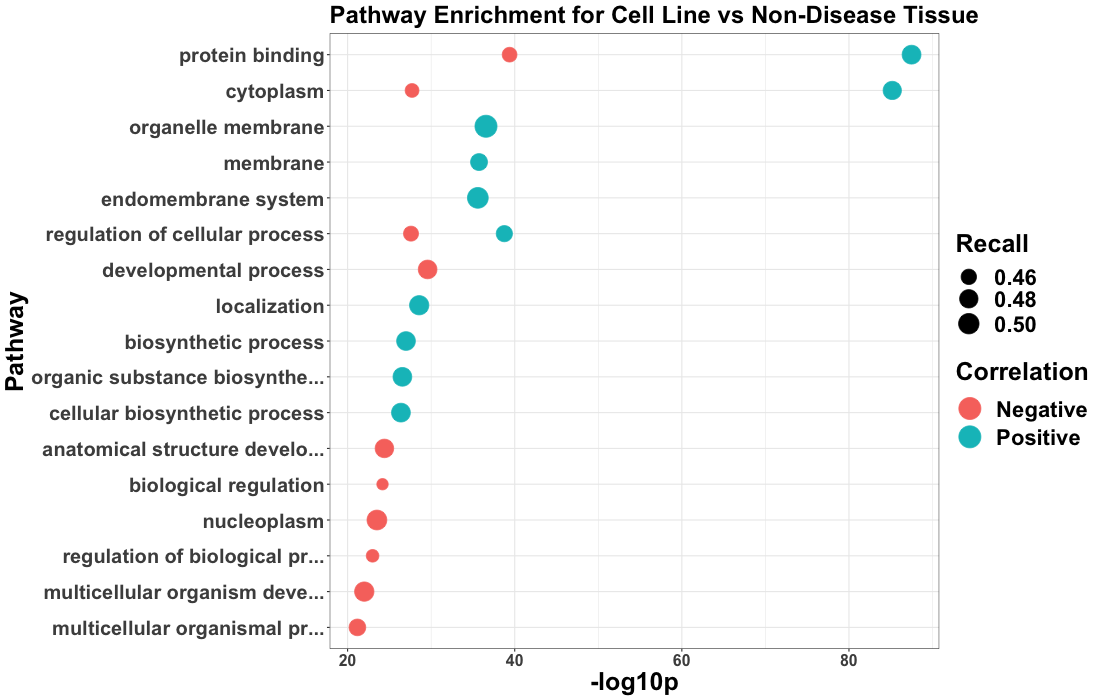 Pathway Enrichment for Cell Line vs Non-Disease Tissue
Pathway
protein binding
cytoplasm
organelle membrane
membrane
endomembrane system
regulation of cellular process
developmental process
localization
biosynthetic process
organic substance biosynthe...
cellular biosynthetic process
anatomical structure develo...
biological regulation
nucleoplasm
regulation of biological pr...
multicellular organism deve...
multicellular organismal pr...
20 40 60 80
-log10p
Recall
0.46
0.48
0.50
Correlation
Negative
Positive